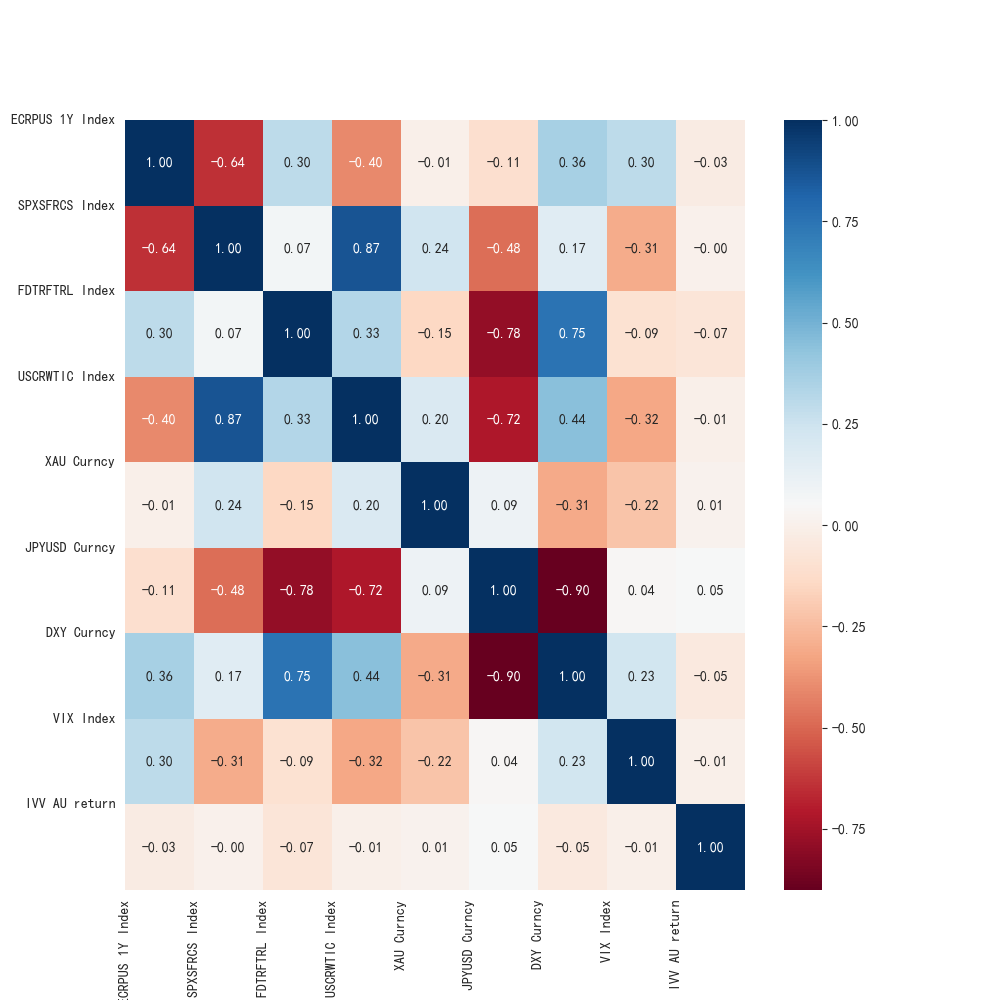 ECRPUS 1Y Index
1.00 -0.64 0.30 -0.40 -0.01 -0.11 0.36 0.30 -0.03
SPXSFRCS Index
-0.64 1.00 0.07 0.87 0.24 -0.48 0.17 -0.31 -0.00
FDTRFTRL Index
0.30 0.07 1.00 0.33 -0.15 -0.78 0.75 -0.09 -0.07
USCRWTIC Index
-0.40 0.87 0.33 1.00 0.20 -0.72 0.44 -0.32 -0.01
XAU Curncy
-0.01 0.24 -0.15 0.20 1.00 0.09 -0.31 -0.22 0.01
JPYUSD Curncy
-0.11 -0.48 -0.78 -0.72 0.09 1.00 -0.90 0.04 0.05
DXY Curncy
0.36 0.17 0.75 0.44 -0.31 -0.90 1.00 0.23 -0.05
VIX Index
0.30 -0.31 -0.09 -0.32 -0.22 0.04 0.23 1.00 -0.01
IVV AU return
-0.03 -0.00 -0.07 -0.01 0.01 0.05 -0.05 -0.01 1.00
CRPUS 1Y Index
SPXSFRCS Index
FDTRFTRL Index
USCRWTIC Index
XAU Curncy
JPYUSD Curncy
DXY Curncy
VIX Index
IVV AU return
1.00
0.75
0.50
0.25
0.00
-0.25
-0.50
-0.75